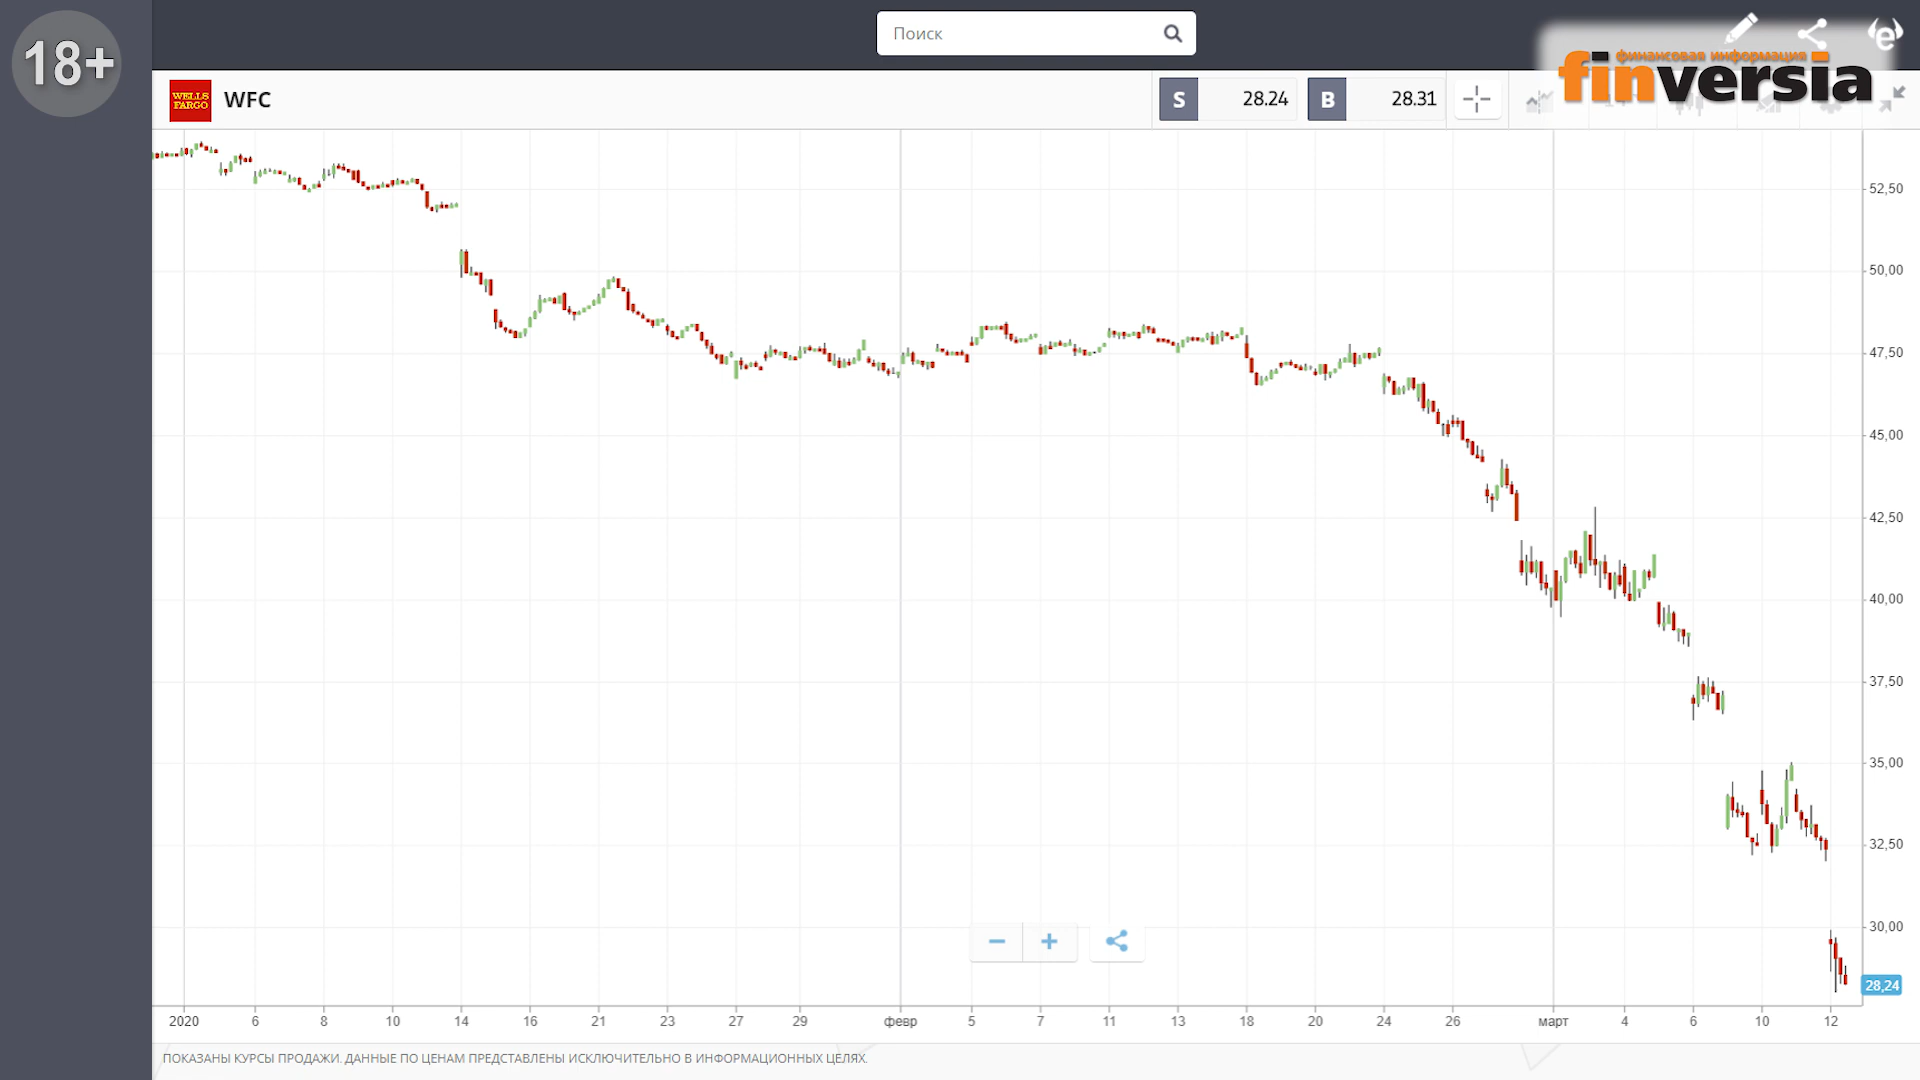 18+
Поиск
финансовая информация
finversia
WELLS
FARGO
WFC
S 28.24 B 28.31
52,50
50,00
47,50
45,00
42,50
40,00
37,50
35,00
32,50
30,00
28,24
2020 6 8 10 14 16 21 23 27 29 февр 5 7 11 13 18 20 24 26 март 4 6 10 12
ПОКАЗАНЫ КУРСЫ ПРОДАЖИ. ДАННЫЕ ПО ЦЕНАМ ПРЕДСТАВЛЕНЫ ИСКЛЮЧИТЕЛЬНО В ИНФОРМАЦИОННЫХ ЦЕЛЯХ.